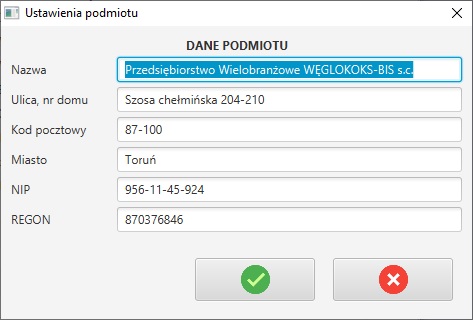 Ustawienia podmiotu
DANE PODMIOTU
Nazwa Przedsiębiorstwo Wielobranżowe WĘGLOKOKS-BIS s.c.
Ulica, nr domu Szosa chełmińska 204-210
Kod pocztowy 87-100
Miasto Toruń
NIP 956-11-45-924
REGON 870376846